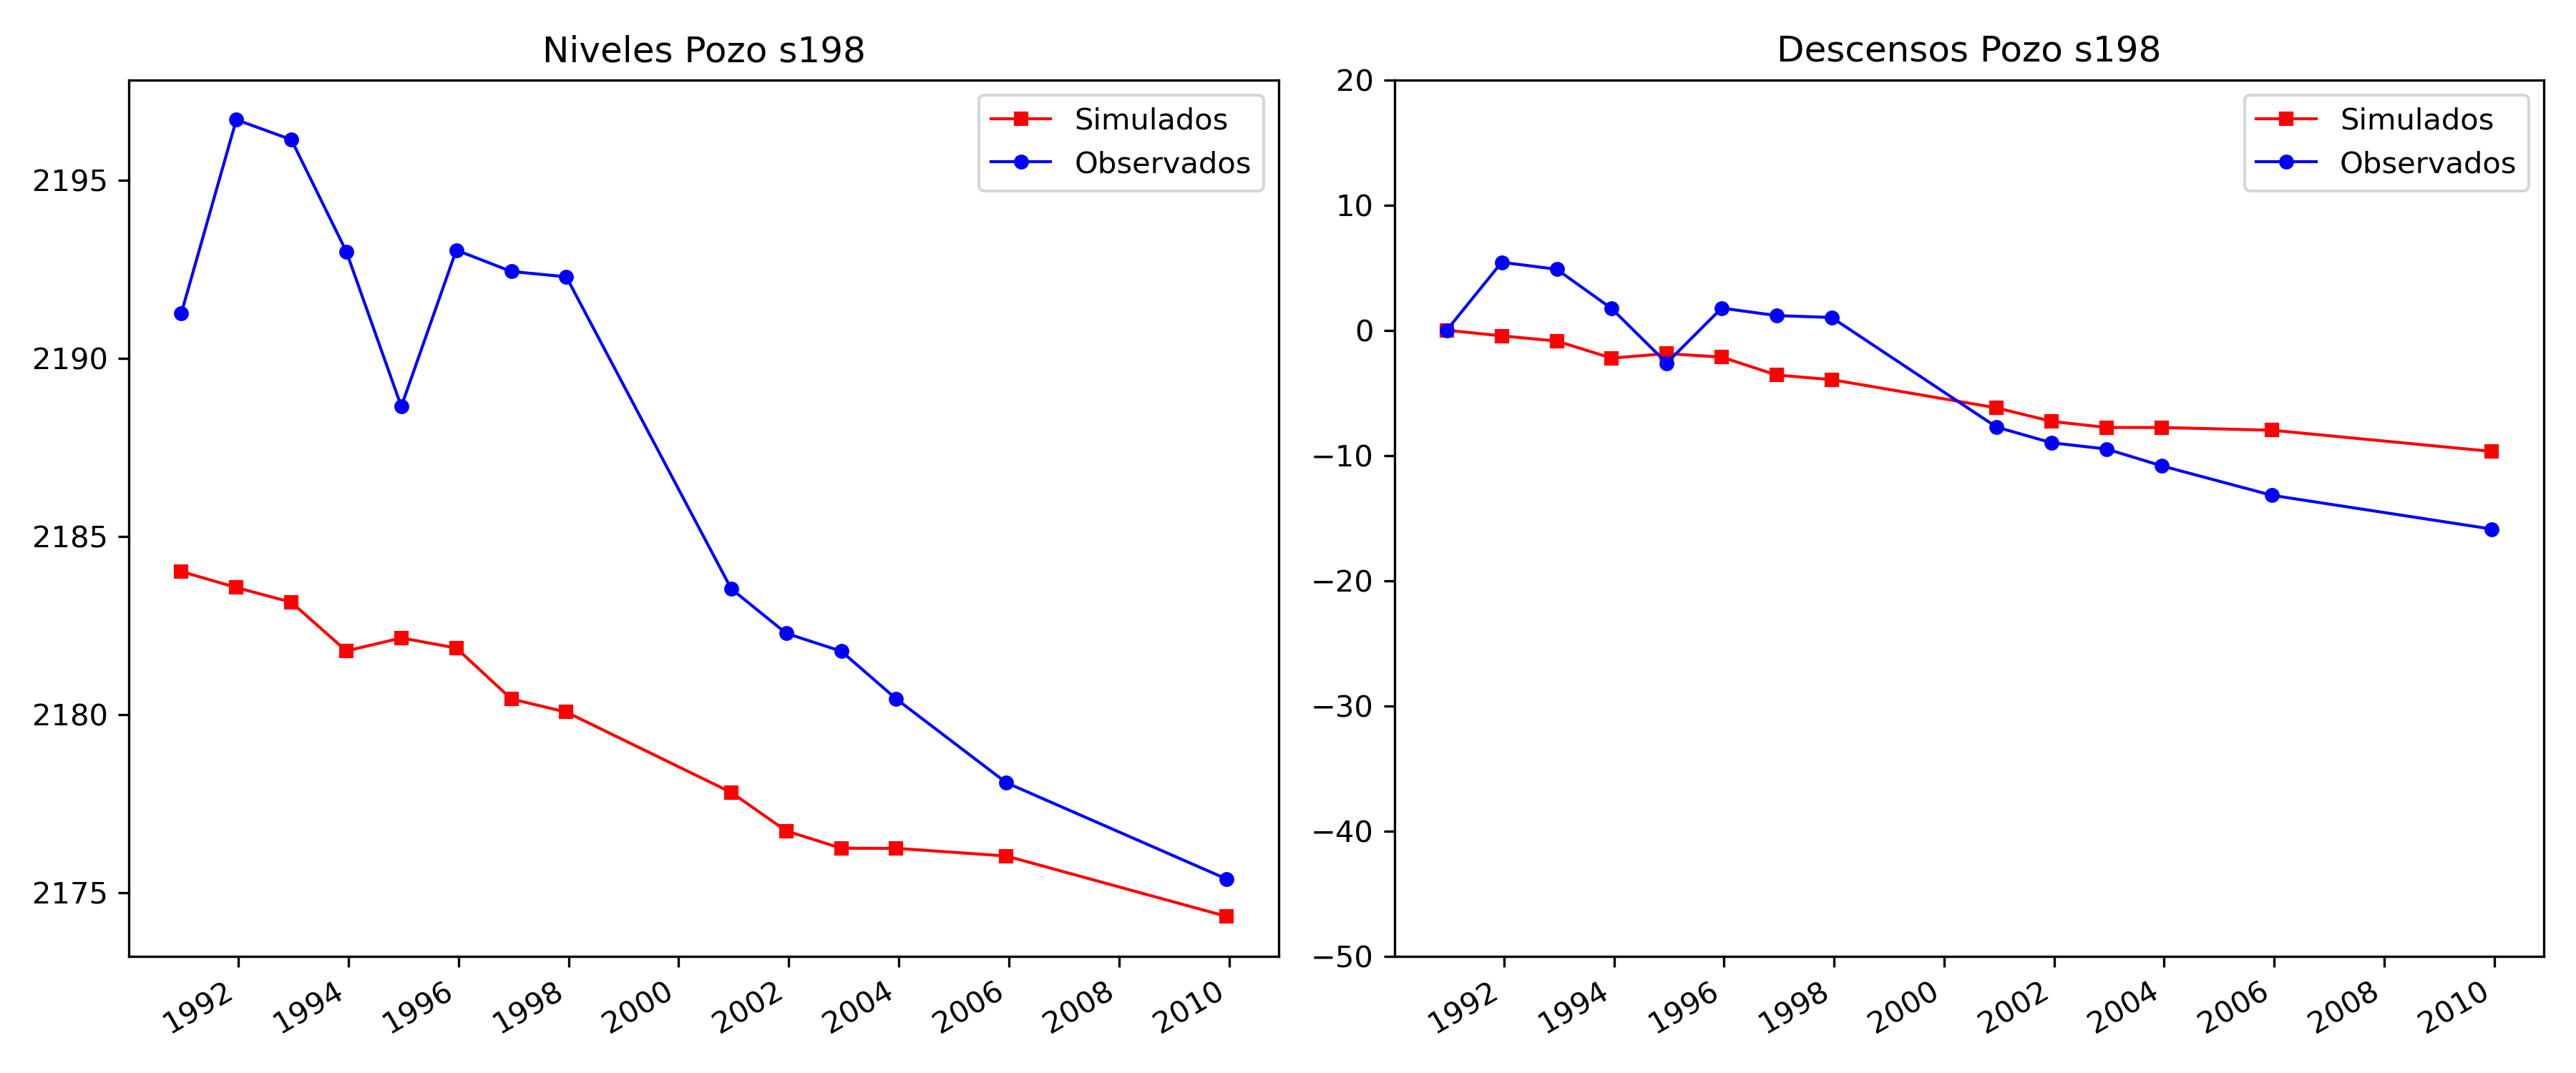 Niveles Pozo s198
Simulados
Observados
2195
2190
2185
2180
2175
1992 1994 1996 1998 2000 2002 2004 2006 2008 2010
Descensos Pozo s198
Simulados
Observados
20
10
0
−10
−20
−30
−40
−50
1992 1994 1996 1998 2000 2002 2004 2006 2008 2010